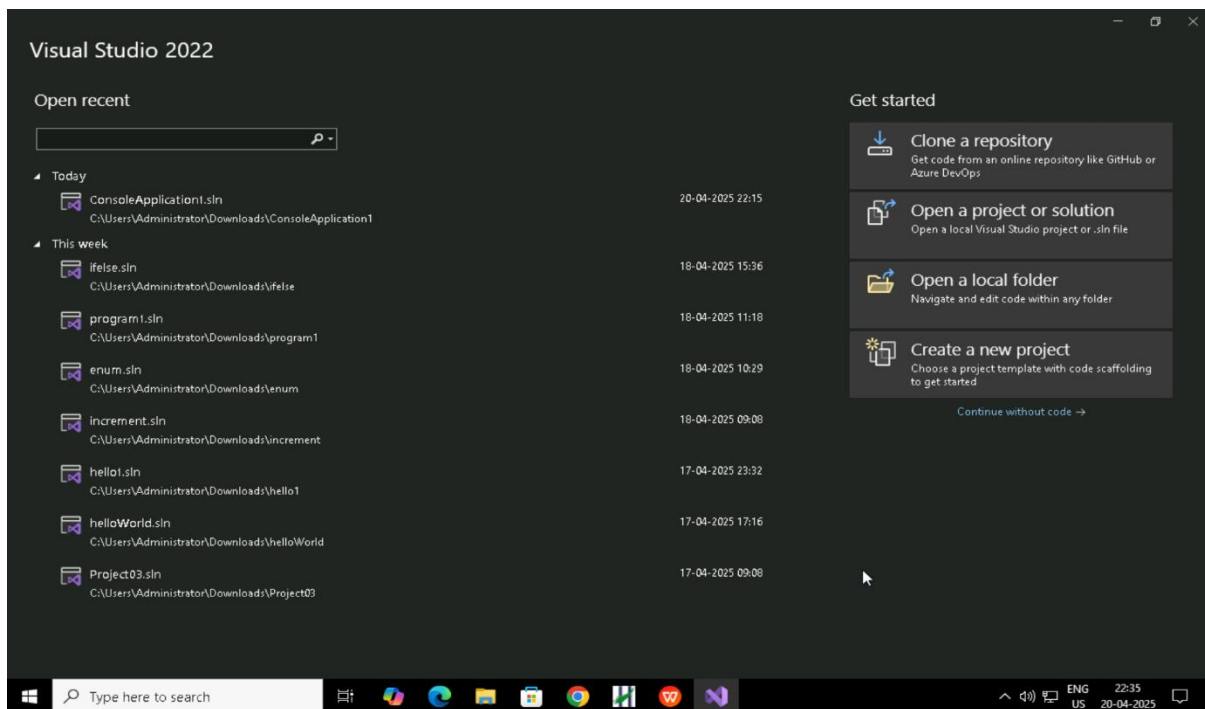 Visual Studio 2022
Open recent
Today
ConsoleApplication1.sln
20-04-2025 22:15
C:\Users\Administrator\Downloads\ConsoleApplication1
This week
ifelse.sln
18-04-2025 15:36
C:\Users\Administrator\Downloads\ifelse
program1.sln
18-04-2025 11:18
C:\Users\Administrator\Downloads\program1
enum.sln
18-04-2025 10:29
C:\Users\Administrator\Downloads\enum
increment.sln
18-04-2025 09:08
C:\Users\Administrator\Downloads\increment
hello1.sln
17-04-2025 23:32
C:\Users\Administrator\Downloads\hello1
helloWorld.sln
17-04-2025 17:16
C:\Users\Administrator\Downloads\helloWorld
Project03.sln
17-04-2025 09:08
C:\Users\Administrator\Downloads\Project03
Get started
Clone a repository
Get code from an online repository like GitHub or
Azure DevOps
Open a project or solution
Open a local Visual Studio project or .sln file
Open a local folder
Navigate and edit code within any folder
Create a new project
Choose a project template with code scaffolding
to get started
Continue without code →
Type here to search
ENG
US
22:35
20-04-2025